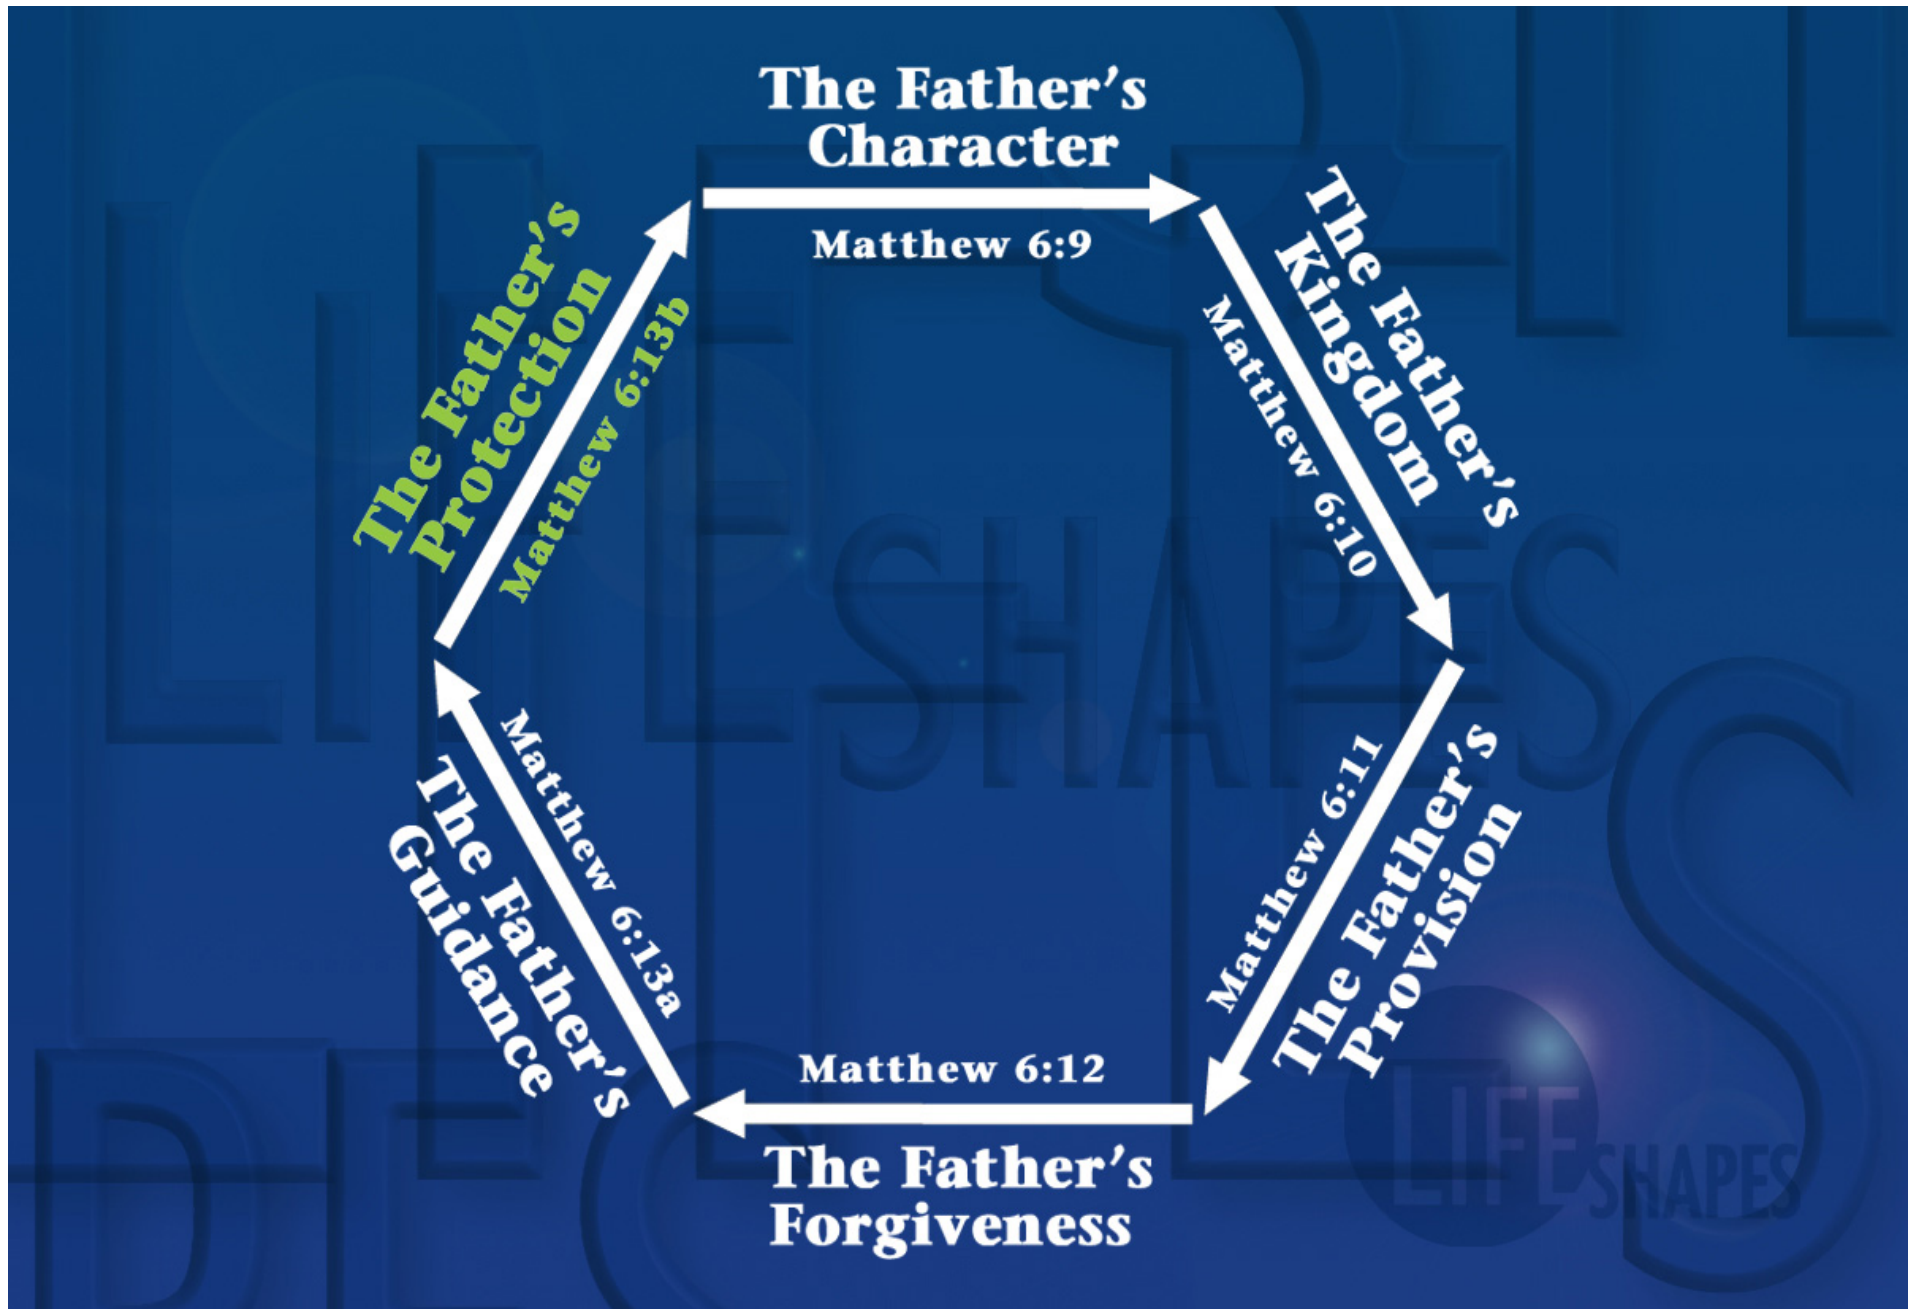 The Father's
Character
Matthew 6:9
The Father's
Kingdom
Matthew 6:10
The Father's
Provision
Matthew 6:11
Matthew 6:12
The Father's
Forgiveness
The Father's
Guidance
Matthew 6:13a
The Father's
Protection
Matthew 6:13b
LIFE SHAPES
LIFE SHAPES